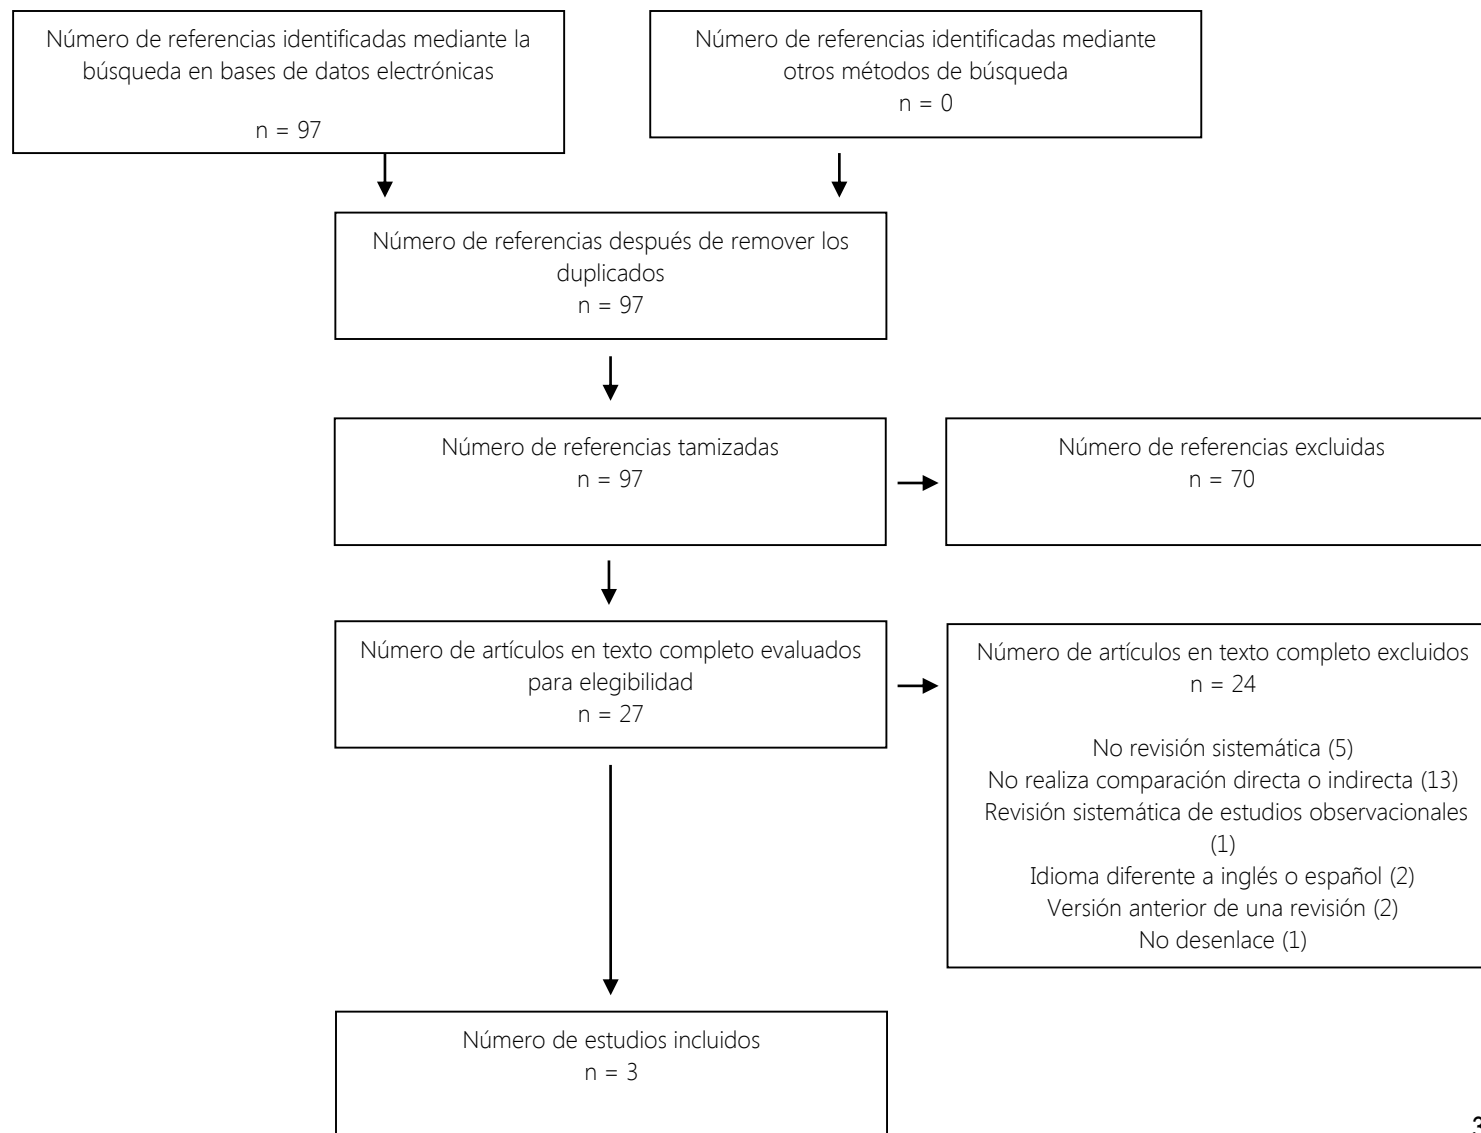 Número de referencias identificadas mediante la
búsqueda en bases de datos electrónicas
n = 97
Número de referencias identificadas mediante
otros métodos de búsqueda
n = 0
Número de referencias después de remover los
duplicados
n = 97
Número de referencias tamizadas
n = 97
Número de referencias excluidas
n = 70
Número de artículos en texto completo evaluados
para elegibilidad
n = 27
Número de artículos en texto completo excluidos
n = 24
No revisión sistemática (5)
No realiza comparación directa o indirecta (13)
Revisión sistemática de estudios observacionales
(1)
Idioma diferente a inglés o español (2)
Versión anterior de una revisión (2)
No desenlace (1)
Número de estudios incluidos
n = 3
3